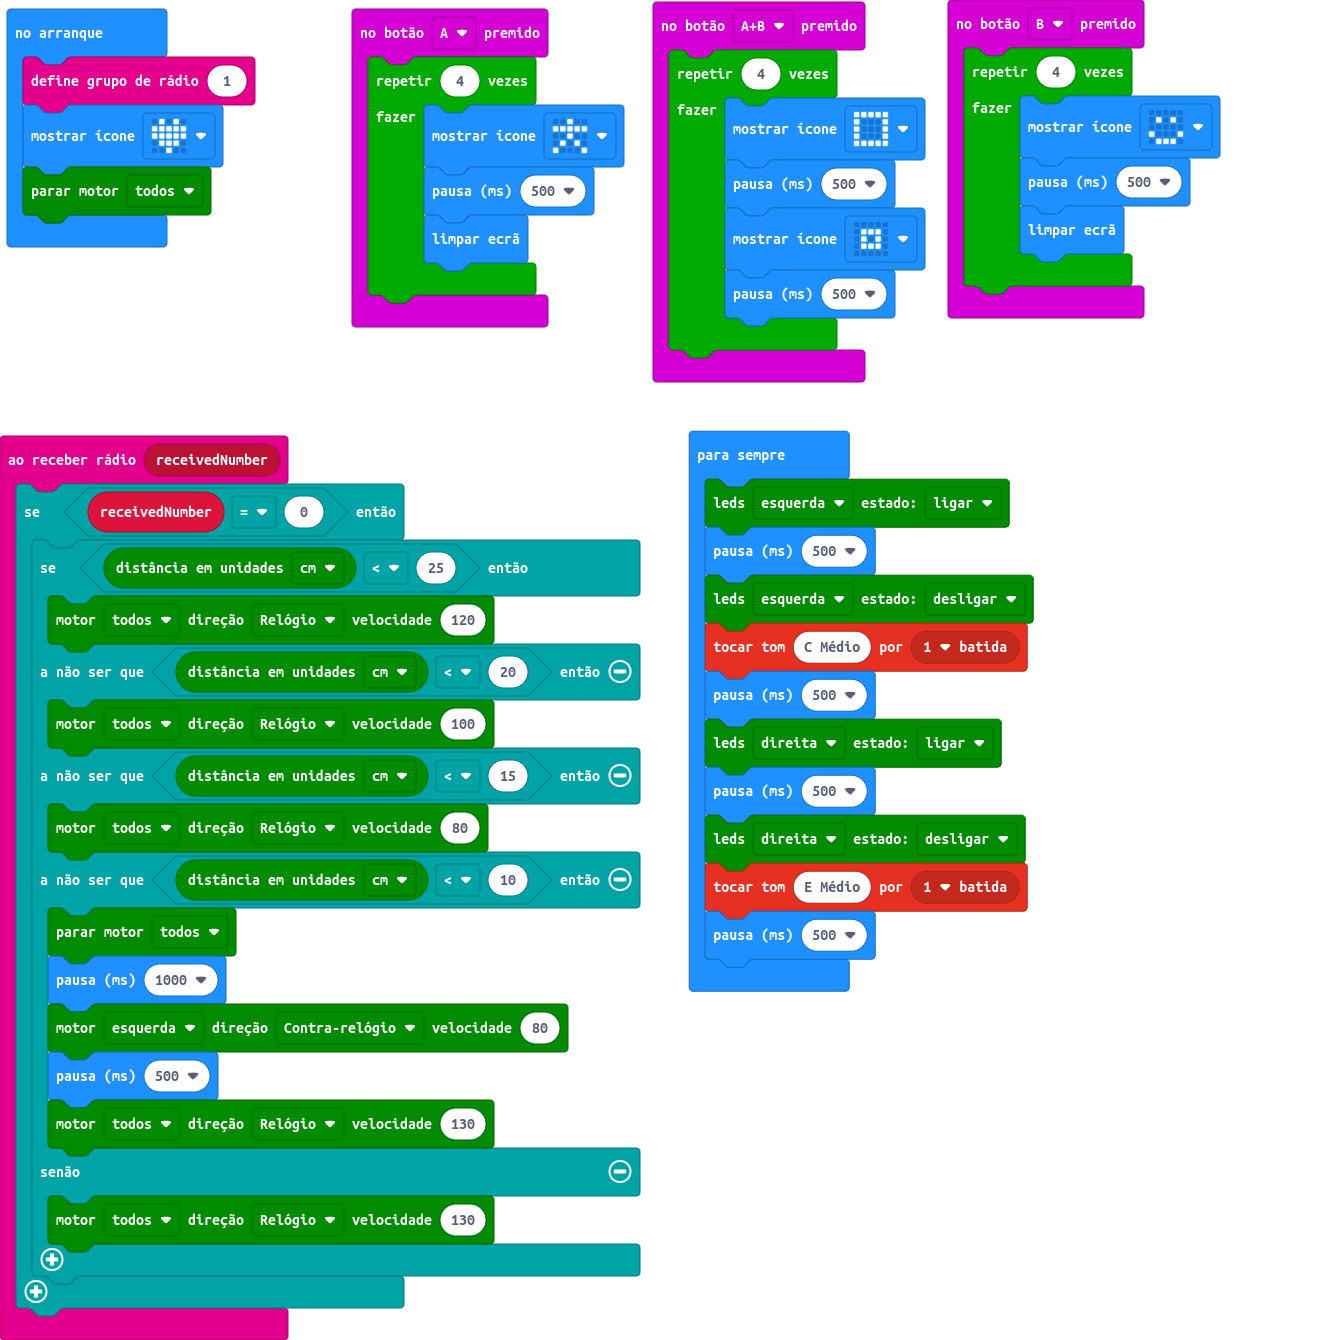 no arranque
define grupo de rádio 1
mostrar ícone
parar motor todos
no botão A premido
repetir 4 vezes
fazer
mostrar ícone
pausa (ms) 500
limpar ecrã
no botão A+B premido
repetir 4 vezes
fazer
mostrar ícone
pausa (ms) 500
mostrar ícone
pausa (ms) 500
no botão B premido
repetir 4 vezes
fazer
mostrar ícone
pausa (ms) 500
limpar ecrã
ao receber rádio receivedNumber
se receivedNumber = 0 então
se distância em unidades cm < 25 então
motor todos direção Relógio velocidade 120
a não ser que distância em unidades cm < 20 então
motor todos direção Relógio velocidade 100
a não ser que distância em unidades cm < 15 então
motor todos direção Relógio velocidade 80
a não ser que distância em unidades cm < 10 então
parar motor todos
pausa (ms) 1000
motor esquerda direção Contra-relógio velocidade 80
pausa (ms) 500
motor todos direção Relógio velocidade 130
senão
motor todos direção Relógio velocidade 130
para sempre
leds esquerda estado: ligar
pausa (ms) 500
leds esquerda estado: desligar
tocar tom C Médio por 1 batida
pausa (ms) 500
leds direita estado: ligar
pausa (ms) 500
leds direita estado: desligar
tocar tom E Médio por 1 batida
pausa (ms) 500